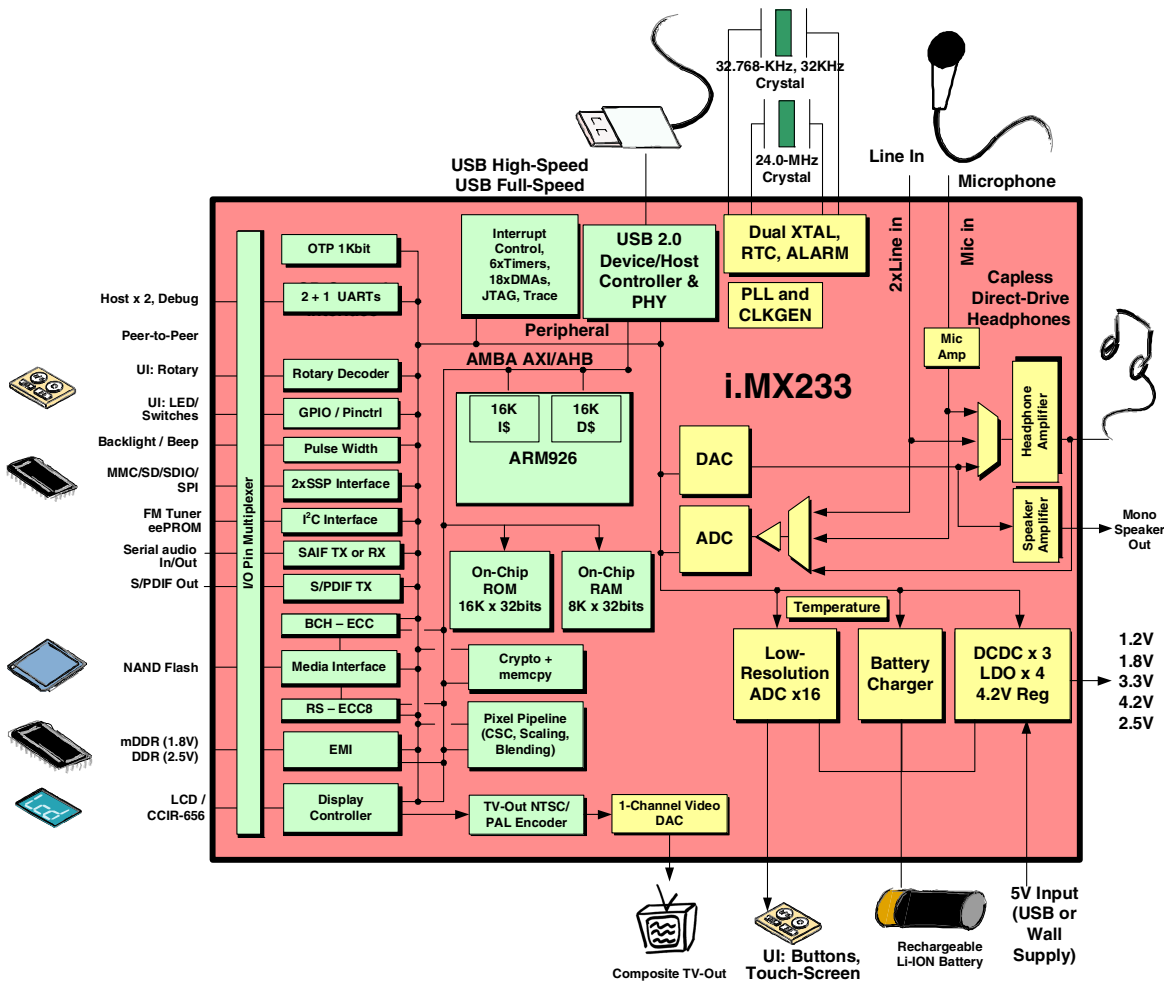 32.768-KHz, 32KHz
Crystal
24.0-MHz
Crystal
Line In
Microphone
USB High-Speed
USB Full-Speed
2xLine in
Mic in
I/O Pin Multiplexer
OTP 1Kbit
2 + 1 UARTs
Rotary Decoder
GPIO / Pinctrl
Pulse Width
2xSSP Interface
I²C Interface
SAIF TX or RX
S/PDIF TX
BCH – ECC
Media Interface
RS – ECC8
EMI
Display
Controller
Host x 2, Debug
Peer-to-Peer
UI: Rotary
UI: LED/
Switches
Backlight / Beep
MMC/SD/SDIO/
SPI
FM Tuner
eePROM
Serial audio
In/Out
S/PDIF Out
NAND Flash
mDDR (1.8V)
DDR (2.5V)
LCD /
CCIR-656
Lcd
Interrupt
Control,
6xTimers,
18xDMAs,
JTAG, Trace
USB 2.0
Device/Host
Controller &
PHY
Dual XTAL,
RTC, ALARM
PLL and
CLKGEN
Peripheral
AMBA AXI/AHB
16K
I$
16K
D$
ARM926
i.MX233
Capless
Direct-Drive
Headphones
Mic
Amp
Headphone
Amplifier
Speaker
Amplifier
Mono
Speaker
Out
DAC
ADC
On-Chip
ROM
16K x 32bits
On-Chip
RAM
8K x 32bits
Crypto +
memcpy
Pixel Pipeline
(CSC, Scaling,
Blending)
TV-Out NTSC/
PAL Encoder
1-Channel Video
DAC
Temperature
Low-
Resolution
ADC x16
Battery
Charger
DCDC x 3
LDO x 4
4.2V Reg
1.2V
1.8V
3.3V
4.2V
2.5V
Composite TV-Out
UI: Buttons,
Touch-Screen
Rechargeable
Li-ION Battery
5V Input
(USB or
Wall
Supply)